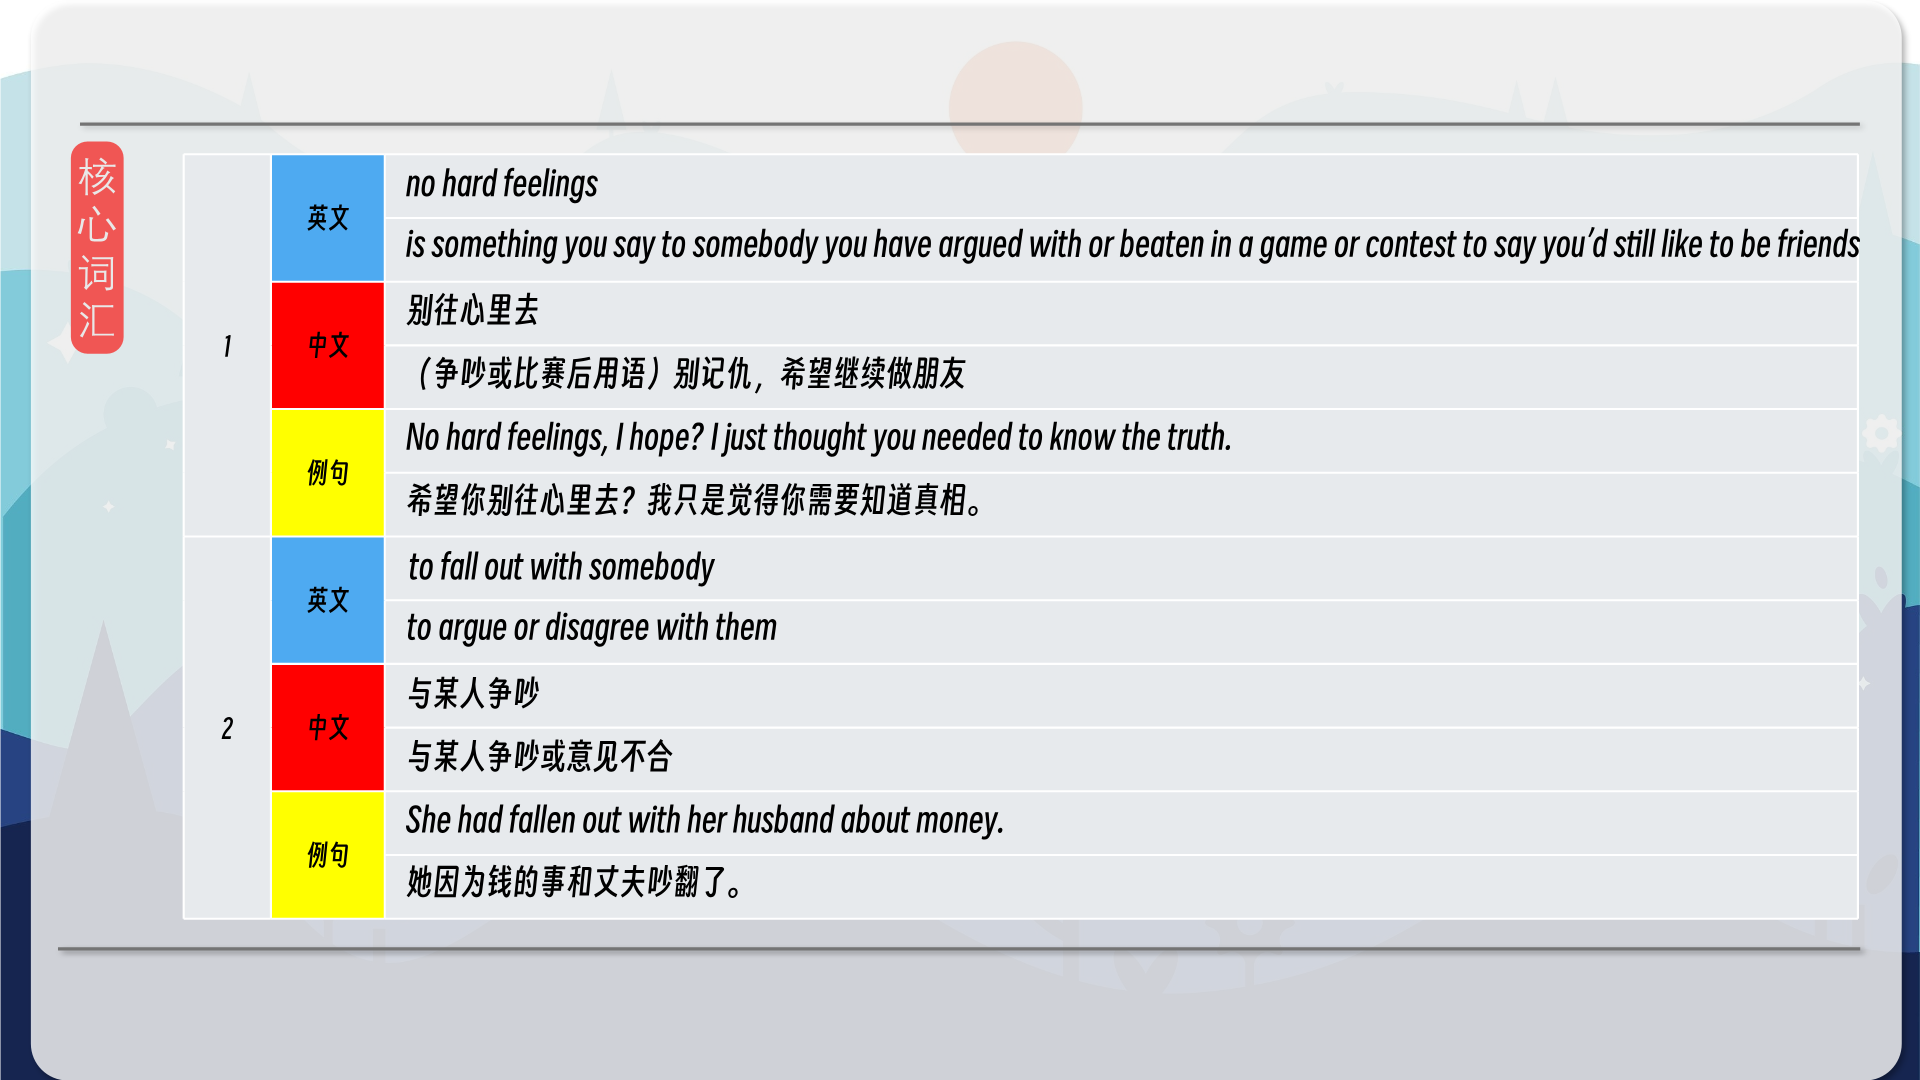 核心词汇
1
英文
no hard feelings
is something you say to somebody you have argued with or beaten in a game or contest to say you’d still like to be friends
中文
别往心里去
（争吵或比赛后用语）别记仇，希望继续做朋友
例句
No hard feelings, I hope? I just thought you needed to know the truth.
希望你别往心里去？我只是觉得你需要知道真相。
2
英文
to fall out with somebody
to argue or disagree with them
中文
与某人争吵
与某人争吵或意见不合
例句
She had fallen out with her husband about money.
她因为钱的事和丈夫吵翻了。